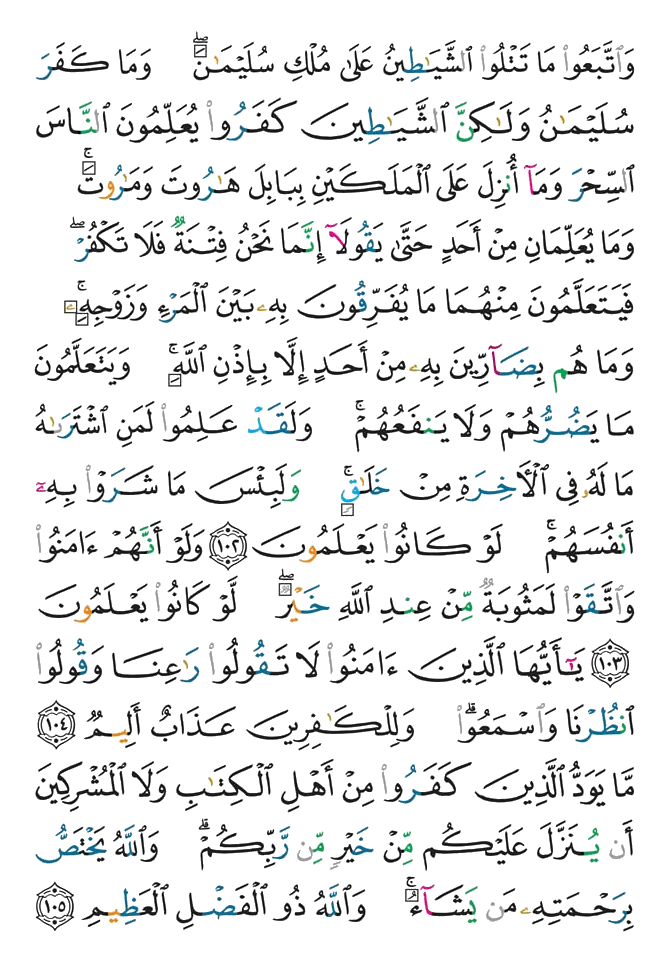 وَٱتَّبَعُوا۟ مَا تَتْلُوا۟ ٱلشَّيَـٰطِينُ عَلَىٰ مُلْكِ سُلَيْمَـٰنَ ۖ وَمَا كَفَرَ
سُلَيْمَـٰنُ وَلَـٰكِنَّ ٱلشَّيَـٰطِينَ كَفَرُوا۟ يُعَلِّمُونَ ٱلنَّاسَ
ٱلسِّحْرَ وَمَآ أُنزِلَ عَلَى ٱلْمَلَكَيْنِ بِبَابِلَ هَـٰرُوتَ وَمَـٰرُوتَ ۚ
وَمَا يُعَلِّمَانِ مِنْ أَحَدٍ حَتَّىٰ يَقُولَآ إِنَّمَا نَحْنُ فِتْنَةٌ فَلَا تَكْفُرْ ۖ
فَيَتَعَلَّمُونَ مِنْهُمَا مَا يُفَرِّقُونَ بِهِۦ بَيْنَ ٱلْمَرْءِ وَزَوْجِهِۦ ۚ
وَمَا هُم بِضَآرِّينَ بِهِۦ مِنْ أَحَدٍ إِلَّا بِإِذْنِ ٱللَّهِ ۚ وَيَتَعَلَّمُونَ
مَا يَضُرُّهُمْ وَلَا يَنفَعُهُمْ ۚ وَلَقَدْ عَلِمُوا۟ لَمَنِ ٱشْتَرَىٰهُ
مَا لَهُۥ فِى ٱلْـَٔاخِرَةِ مِنْ خَلَـٰقٍ ۚ وَلَبِئْسَ مَا شَرَوْا۟ بِهِۦٓ
أَنفُسَهُمْ ۚ لَوْ كَانُوا۟ يَعْلَمُونَ ١٠٢ وَلَوْ أَنَّهُمْ ءَامَنُوا۟
وَٱتَّقَوْا۟ لَمَثُوبَةٌ مِّنْ عِندِ ٱللَّهِ خَيْرٌ ۖ لَّوْ كَانُوا۟ يَعْلَمُونَ
١٠٣ يَـٰٓأَيُّهَا ٱلَّذِينَ ءَامَنُوا۟ لَا تَقُولُوا۟ رَٰعِنَا وَقُولُوا۟
ٱنظُرْنَا وَٱسْمَعُوا۟ ۗ وَلِلْكَـٰفِرِينَ عَذَابٌ أَلِيمٌ ١٠٤
مَّا يَوَدُّ ٱلَّذِينَ كَفَرُوا۟ مِنْ أَهْلِ ٱلْكِتَـٰبِ وَلَا ٱلْمُشْرِكِينَ
أَن يُنَزَّلَ عَلَيْكُم مِّنْ خَيْرٍ مِّن رَّبِّكُمْ ۗ وَٱللَّهُ يَخْتَصُّ
بِرَحْمَتِهِۦ مَن يَشَآءُ ۚ وَٱللَّهُ ذُو ٱلْفَضْلِ ٱلْعَظِيمِ ١٠٥